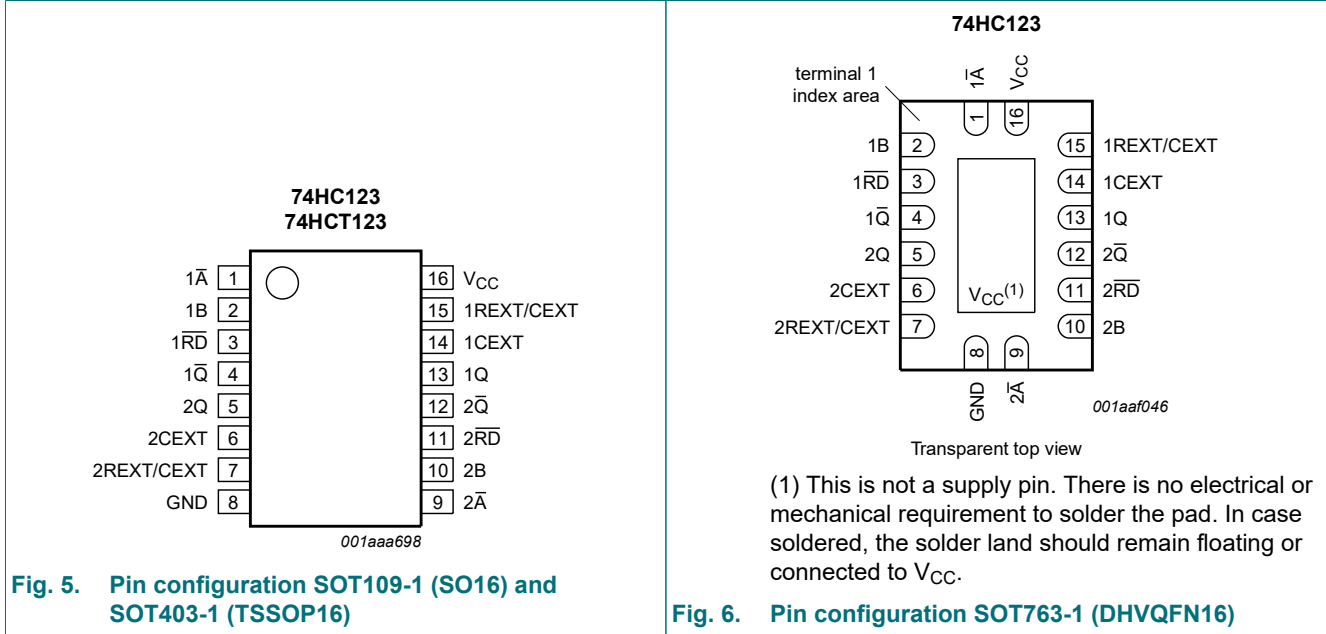 74HC123
74HCT123
1A̅ 1
1B 2
1R̅D̅ 3
1Q̅ 4
2Q 5
2CEXT 6
2REXT/CEXT 7
GND 8
16 VCC
15 1REXT/CEXT
14 1CEXT
13 1Q
12 2Q̅
11 2R̅D̅
10 2B
9 2A̅
001aaa698
Fig. 5. Pin configuration SOT109-1 (SO16) and
SOT403-1 (TSSOP16)
74HC123
terminal 1
index area
1A̅
VCC
1
16
1B 2
1R̅D̅ 3
1Q̅ 4
2Q 5
2CEXT 6
2REXT/CEXT 7
15 1REXT/CEXT
14 1CEXT
13 1Q
12 2Q̅
11 2R̅D̅
10 2B
VCC(1)
8
9
GND
2A̅
001aaf046
Transparent top view
(1) This is not a supply pin. There is no electrical or
mechanical requirement to solder the pad. In case
soldered, the solder land should remain floating or
connected to VCC.
Fig. 6. Pin configuration SOT763-1 (DHVQFN16)